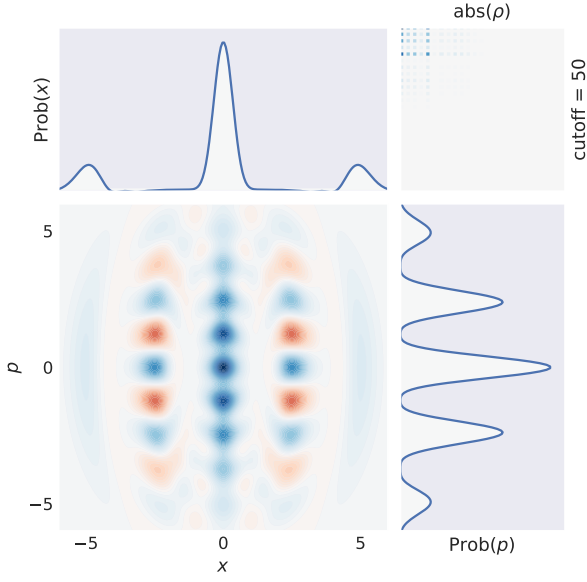 abs(ρ)
Prob(x)
cutoff = 50
5
0
−5
p
−5 0 5
x
Prob(p)